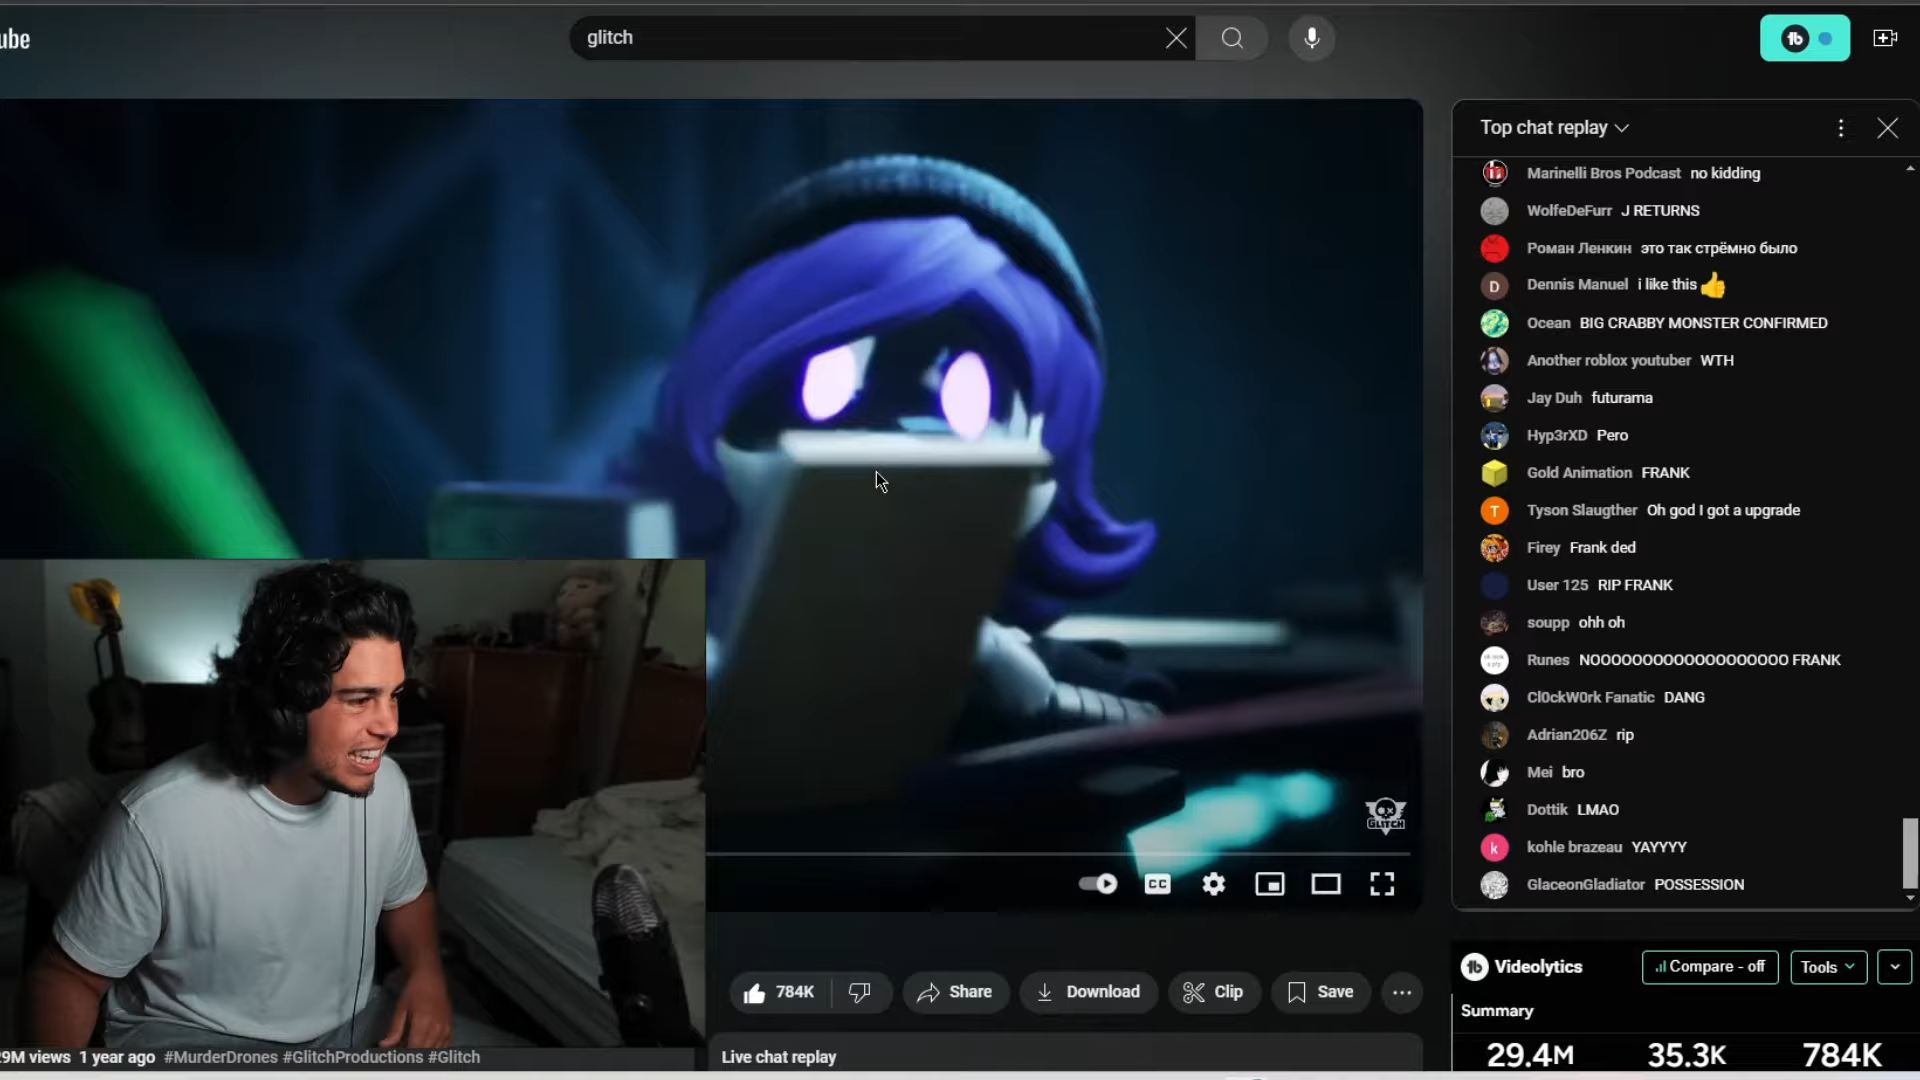 ube
glitch
Top chat replay
Marinelli Bros Podcast no kidding
WolfeDeFurr J RETURNS
Роман Ленкин это так стрёмно было
D Dennis Manuel i like this
Ocean BIG CRABBY MONSTER CONFIRMED
Another roblox youtuber WTH
Jay Duh futurama
Hyp3rXD Pero
Gold Animation FRANK
T Tyson Slaugther Oh god I got a upgrade
Firey Frank ded
User 125 RIP FRANK
soupp ohh oh
Runes NOOOOOOOOOOOOOOOOOOO FRANK
Cl0ckW0rk Fanatic DANG
Adrian206Z rip
Mei bro
Dottik LMAO
k kohle brazeau YAYYYY
GlaceonGladiator POSSESSION
GLITCH
CC
784K
Share
Download
Clip
Save
29M views 1 year ago #MurderDrones #GlitchProductions #Glitch
Live chat replay
Videolytics
Compare - off
Tools
Summary
29.4M 35.3K 784K